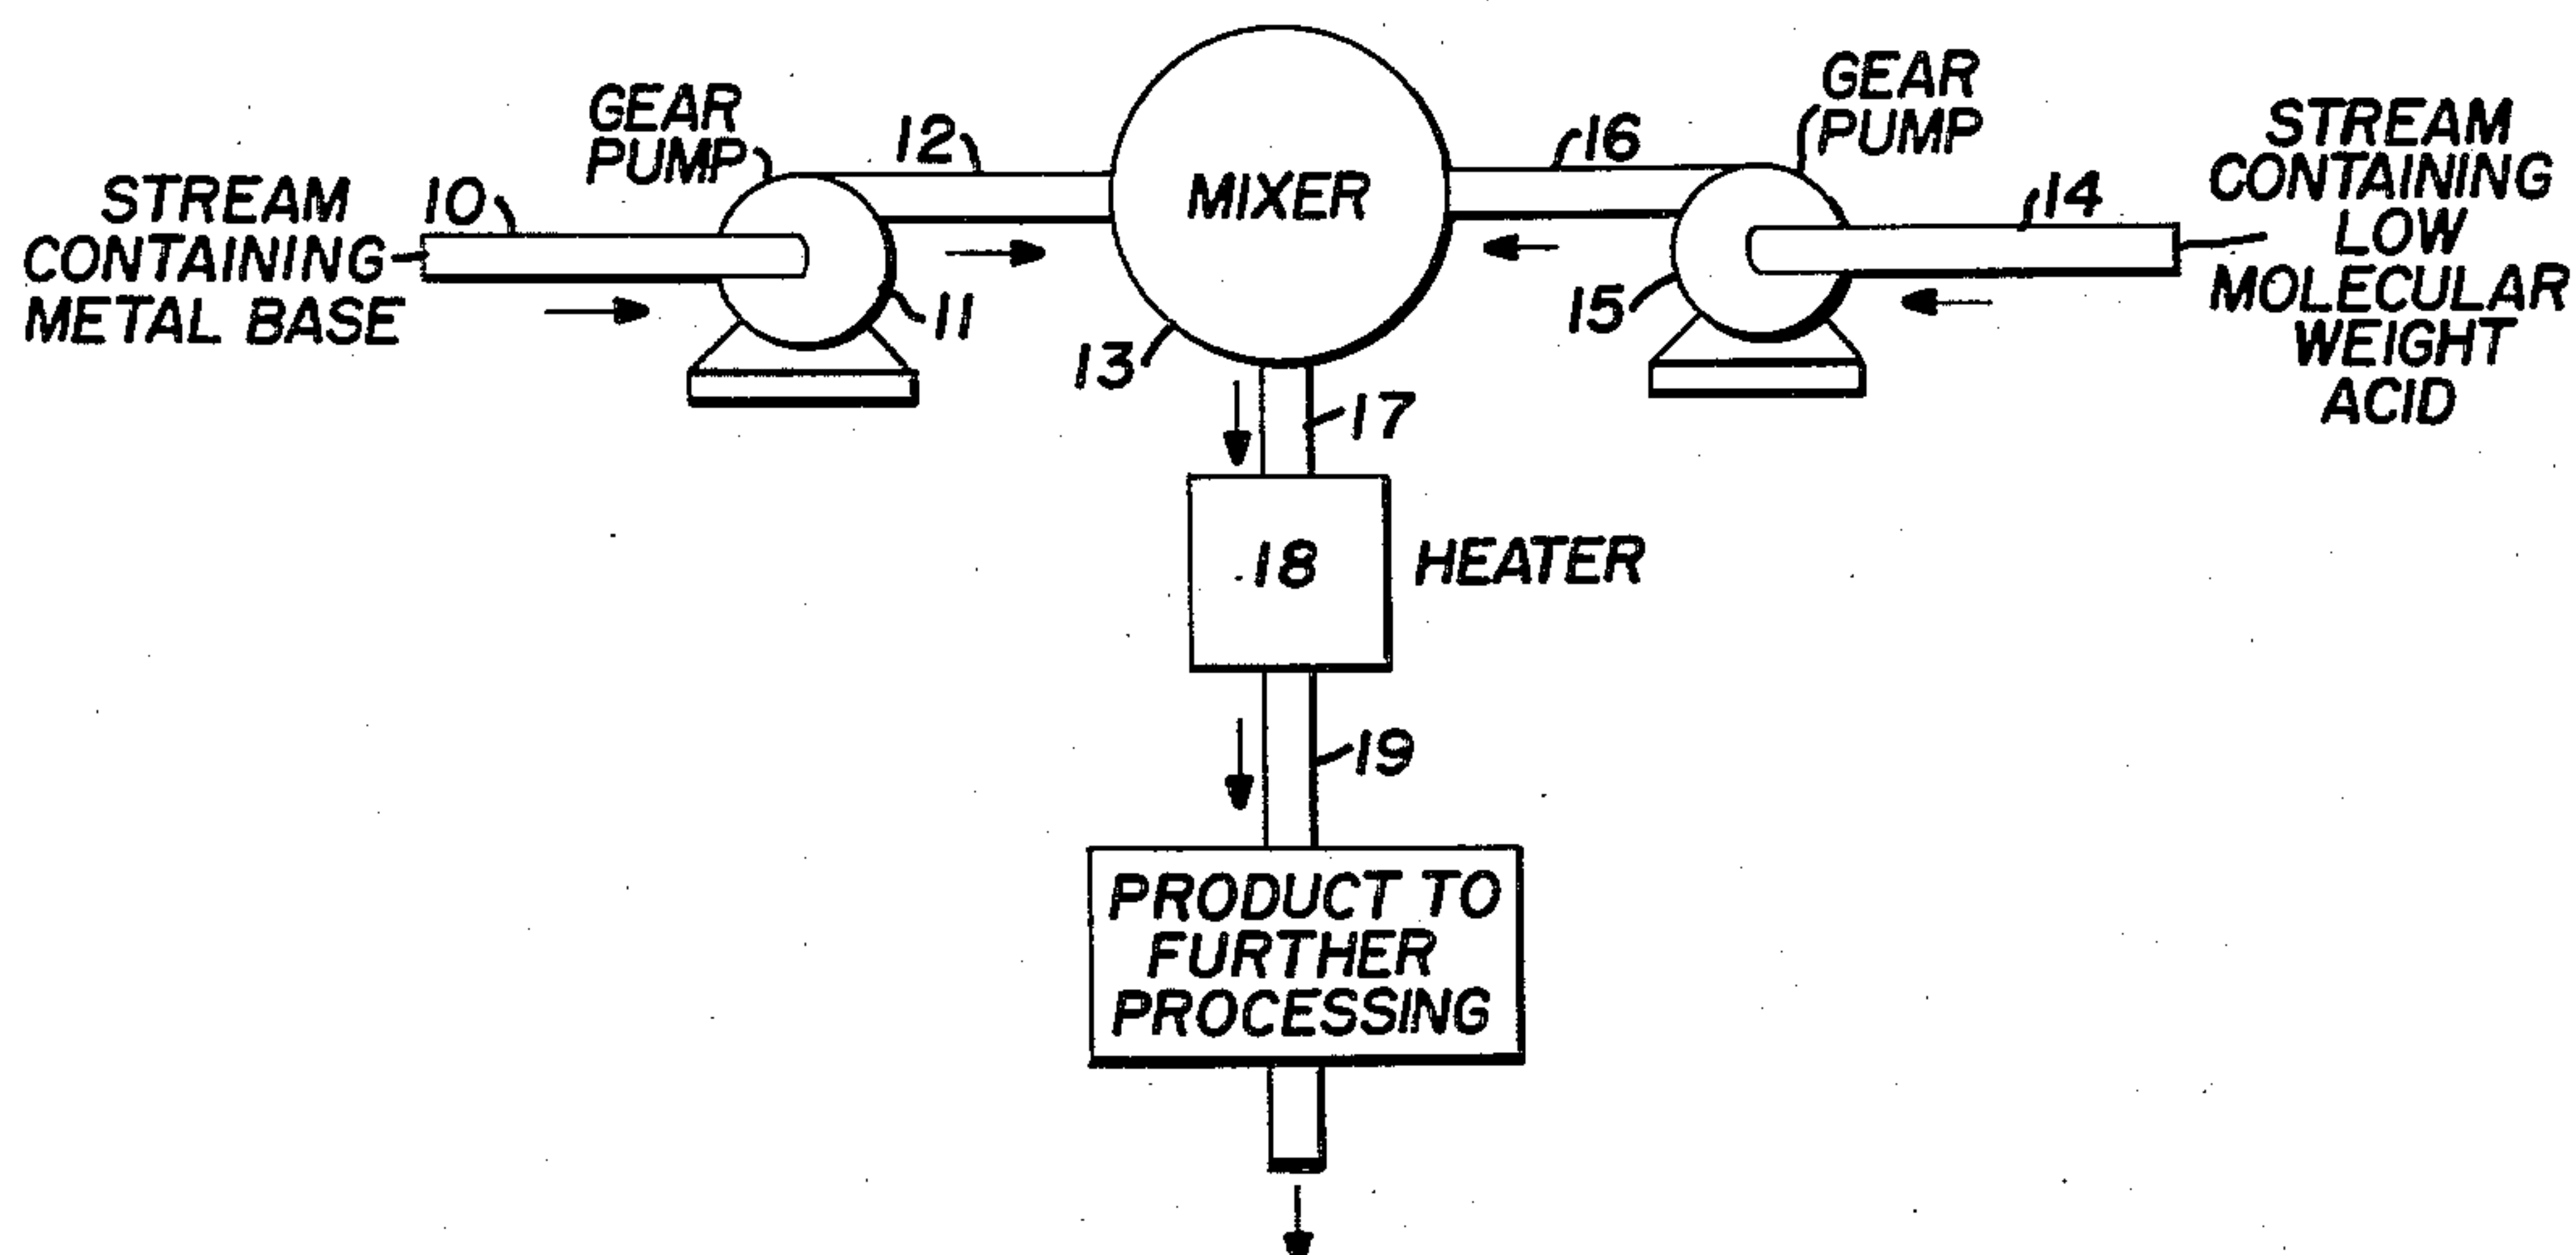 GEAR
PUMP
12
STREAM
CONTAINING
METAL BASE
10
11
MIXER
13
16
GEAR
PUMP
15
14
STREAM
CONTAINING
LOW
MOLECULAR
WEIGHT
ACID
17
18
HEATER
19
PRODUCT TO
FURTHER
PROCESSING